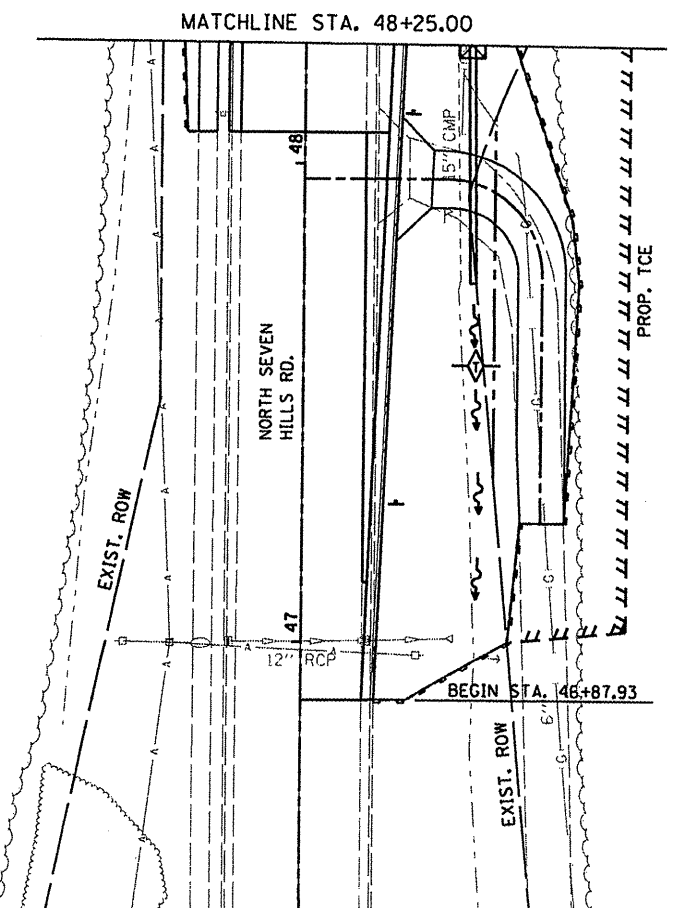 MATCHLINE STA. 48+25.00
48
15" CMP
PROP. TCE
NORTH SEVEN
HILLS RD.
EXIST. ROW
47
12" RCP
BEGIN STA. 46+87.93
6"
EXIST. ROW
A
A
A
A
A
A
A
A
A
A
G
G
G
G
T